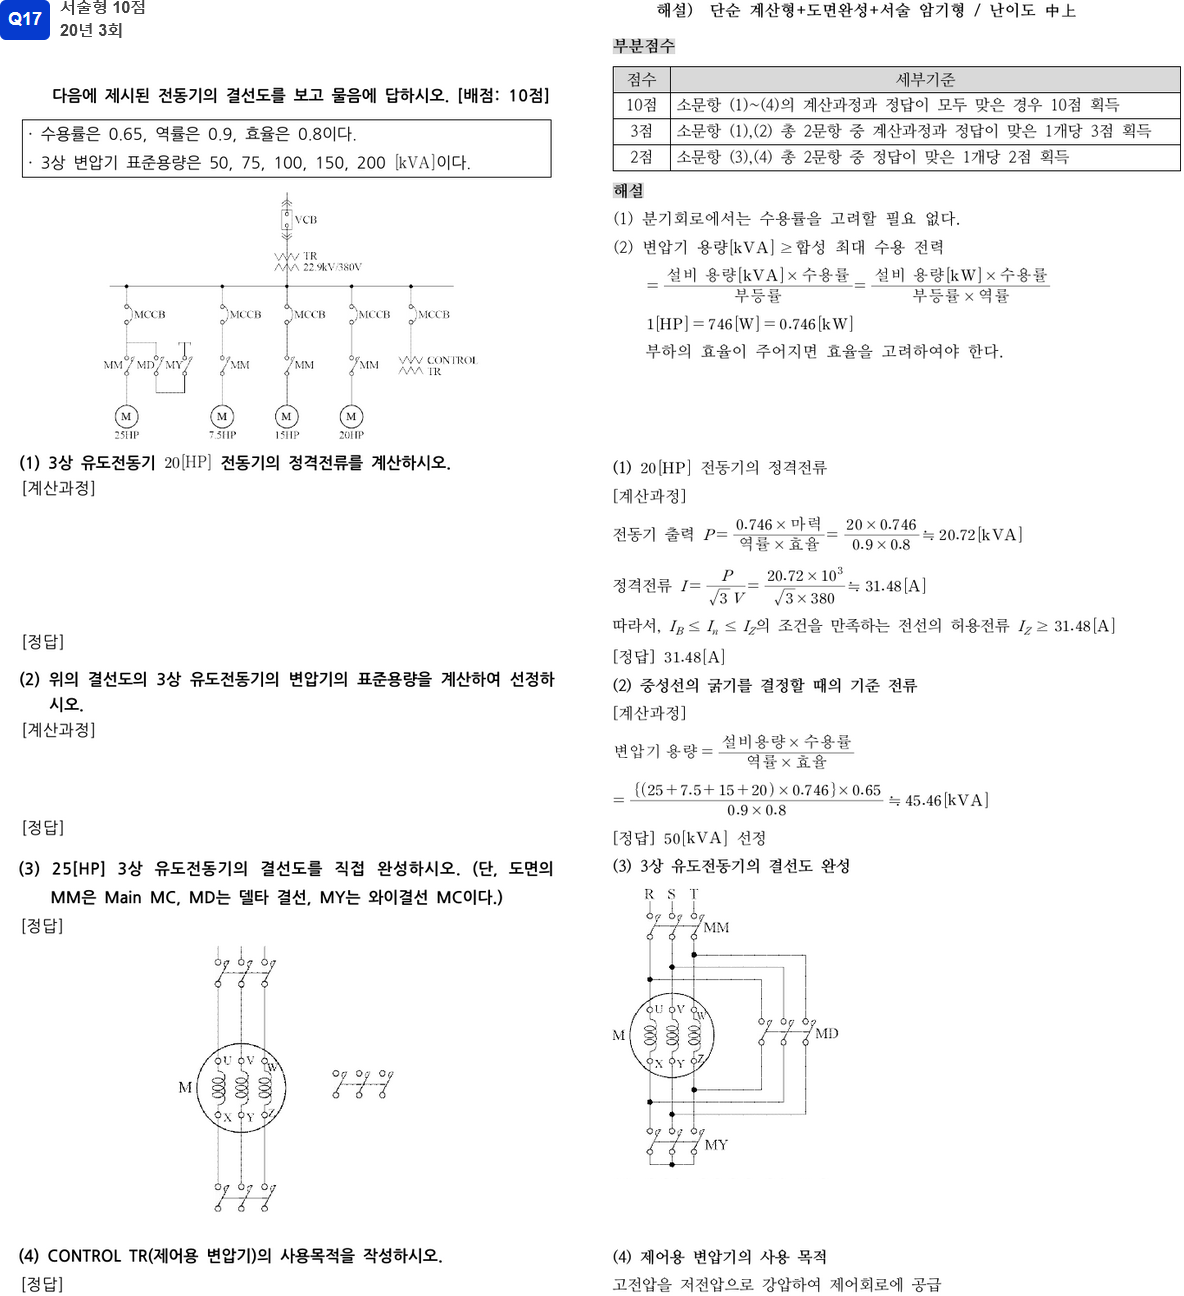 Q17
서술형 10점
20년 3회
다음에 제시된 전동기의 결선도를 보고 물음에 답하시오. [배점: 10점]
· 수용률은 0.65, 역률은 0.9, 효율은 0.8이다.
· 3상 변압기 표준용량은 50, 75, 100, 150, 200 [kVA]이다.
VCB
TR
22.9kV/380V
MCCB MCCB MCCB MCCB MCCB
MM MD MY MM MM MM CONTROL
TR
M M M M
25HP 7.5HP 15HP 20HP
(1) 3상 유도전동기 20[HP] 전동기의 정격전류를 계산하시오.
[계산과정]
[정답]
(2) 위의 결선도의 3상 유도전동기의 변압기의 표준용량을 계산하여 선정하
시오.
[계산과정]
[정답]
(3) 25[HP] 3상 유도전동기의 결선도를 직접 완성하시오. (단, 도면의
MM은 Main MC, MD는 델타 결선, MY는 와이결선 MC이다.)
[정답]
U V W
M
X Y Z
(4) CONTROL TR(제어용 변압기)의 사용목적을 작성하시오.
[정답]
해설) 단순 계산형+도면완성+서술 암기형 / 난이도 中上
부분점수
점수 세부기준
10점 소문항 (1)~(4)의 계산과정과 정답이 모두 맞은 경우 10점 획득
3점 소문항 (1),(2) 총 2문항 중 계산과정과 정답이 맞은 1개당 3점 획득
2점 소문항 (3),(4) 총 2문항 중 정답이 맞은 1개당 2점 획득
해설
(1) 분기회로에서는 수용률을 고려할 필요 없다.
(2) 변압기 용량[kVA] ≥ 합성 최대 수용 전력
= 설비 용량[kVA] × 수용률 / 부등률 = 설비 용량[kW] × 수용률 / 부등률 × 역률
1[HP] = 746[W] = 0.746[kW]
부하의 효율이 주어지면 효율을 고려하여야 한다.
(1) 20[HP] 전동기의 정격전류
[계산과정]
전동기 출력 P = 0.746 × 마력 / 역률 × 효율 = 20 × 0.746 / 0.9 × 0.8 ≒ 20.72[kVA]
정격전류 I = P / √3 V = 20.72 × 10³ / √3 × 380 ≒ 31.48[A]
따라서, I_B ≤ I_n ≤ I_Z의 조건을 만족하는 전선의 허용전류 I_Z ≥ 31.48[A]
[정답] 31.48[A]
(2) 중성선의 굵기를 결정할 때의 기준 전류
[계산과정]
변압기 용량 = 설비용량 × 수용률 / 역률 × 효율
= {(25 + 7.5 + 15 + 20) × 0.746} × 0.65 / 0.9 × 0.8 ≒ 45.46[kVA]
[정답] 50[kVA] 선정
(3) 3상 유도전동기의 결선도 완성
R S T
MM
U V W
M
MD
X Y Z
MY
(4) 제어용 변압기의 사용 목적
고전압을 저전압으로 강압하여 제어회로에 공급